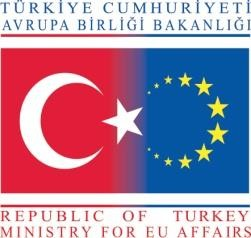 TÜRKİYE CUMHURİYETİ
AVRUPA BİRLİĞİ BAKANLIĞI
REPUBLIC OF TURKEY
MINISTRY FOR EU AFFAIRS